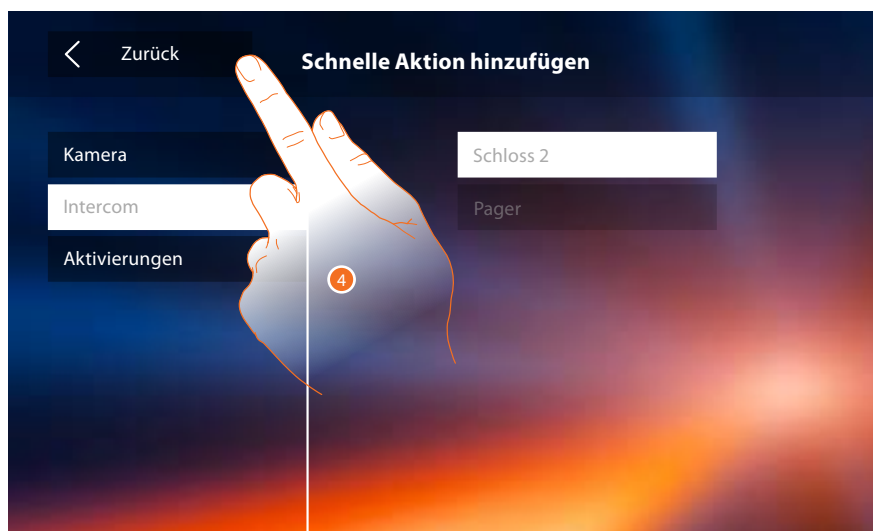 Zurück
Schnelle Aktion hinzufügen
Kamera
Schloss 2
Intercom
Pager
Aktivierungen
4